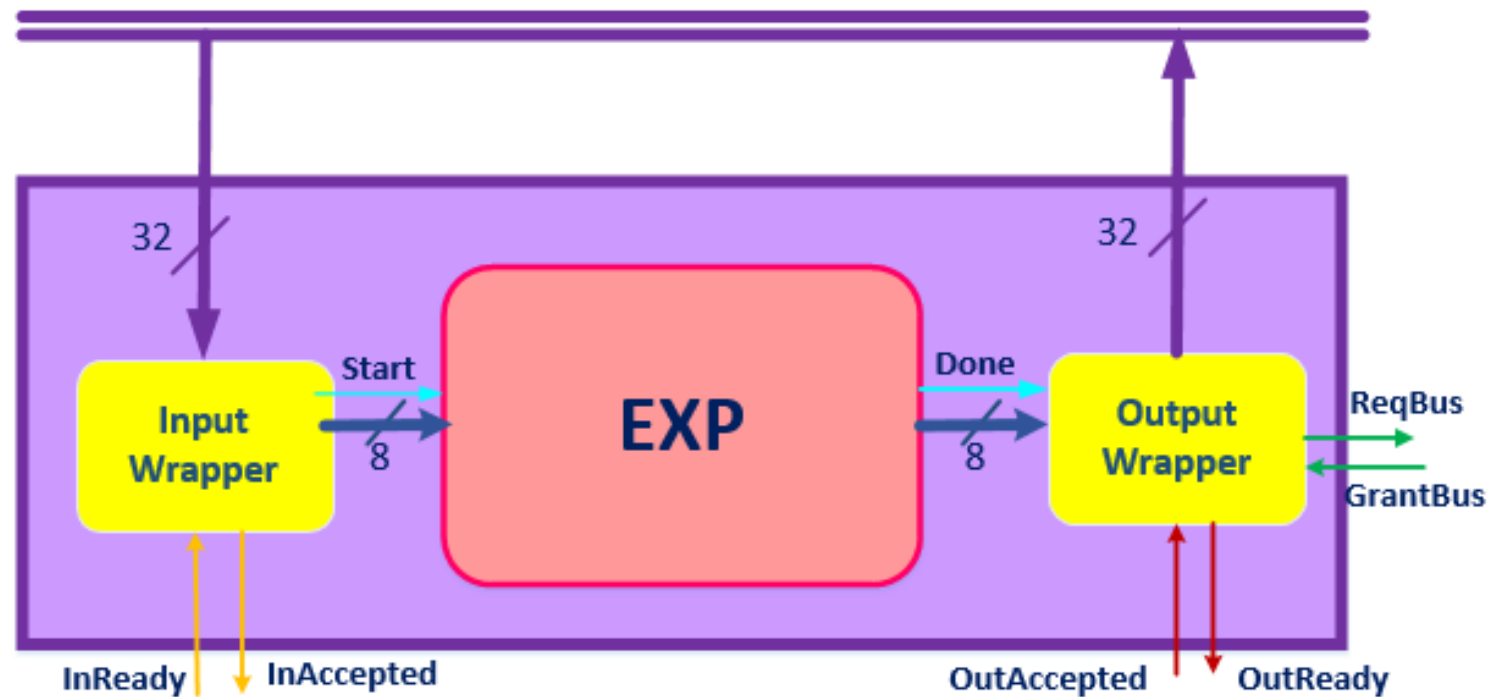 32
32
Start
Done
Input
Wrapper
8
EXP
8
Output
Wrapper
ReqBus
GrantBus
InReady
InAccepted
OutAccepted
OutReady